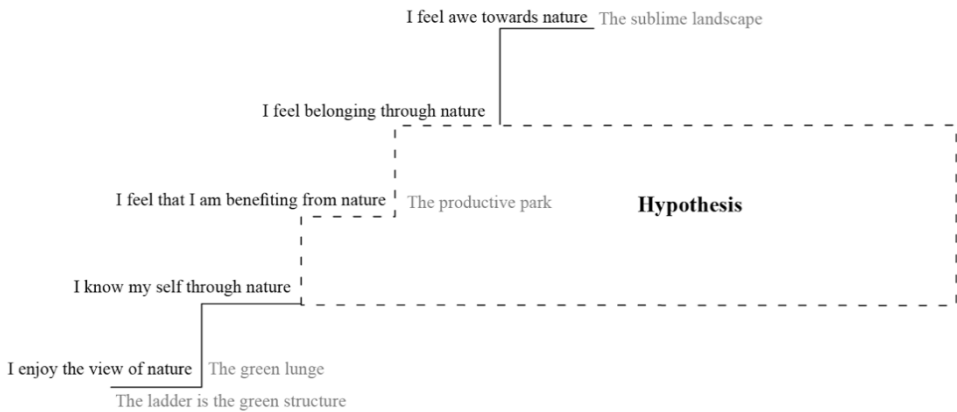 I feel awe towards nature The sublime landscape
I feel belonging through nature
I feel that I am benefiting from nature The productive park Hypothesis
I know my self through nature
I enjoy the view of nature The green lunge
The ladder is the green structure